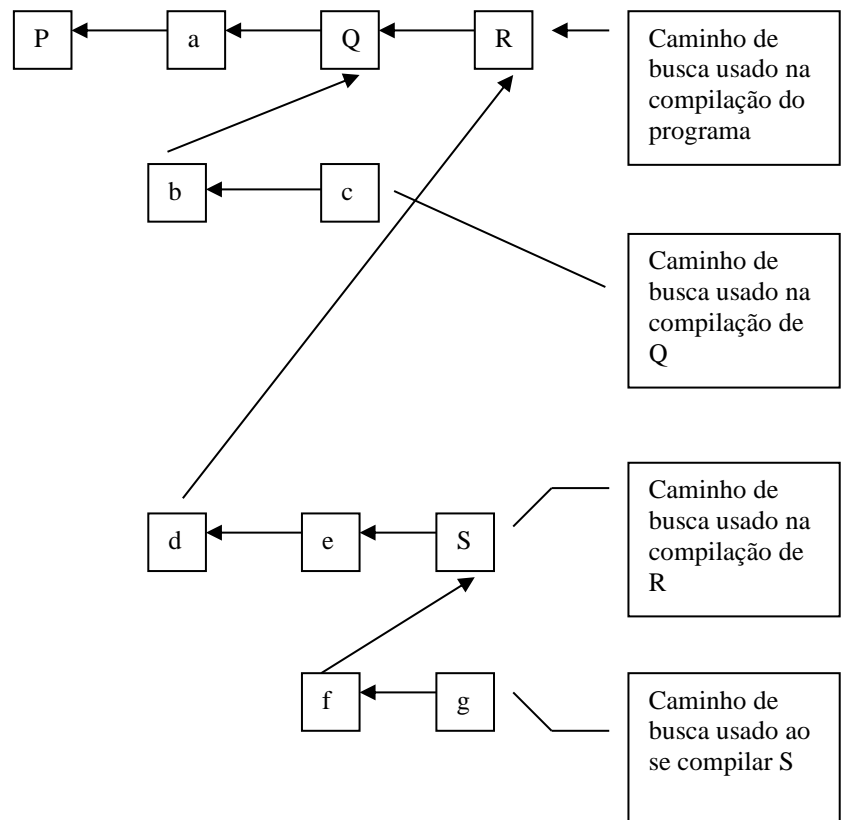 P a Q R
Caminho de
busca usado na
compilação do
programa
b c
Caminho de
busca usado na
compilação de
Q
d e S
Caminho de
busca usado na
compilação de
R
f g
Caminho de
busca usado ao
se compilar S